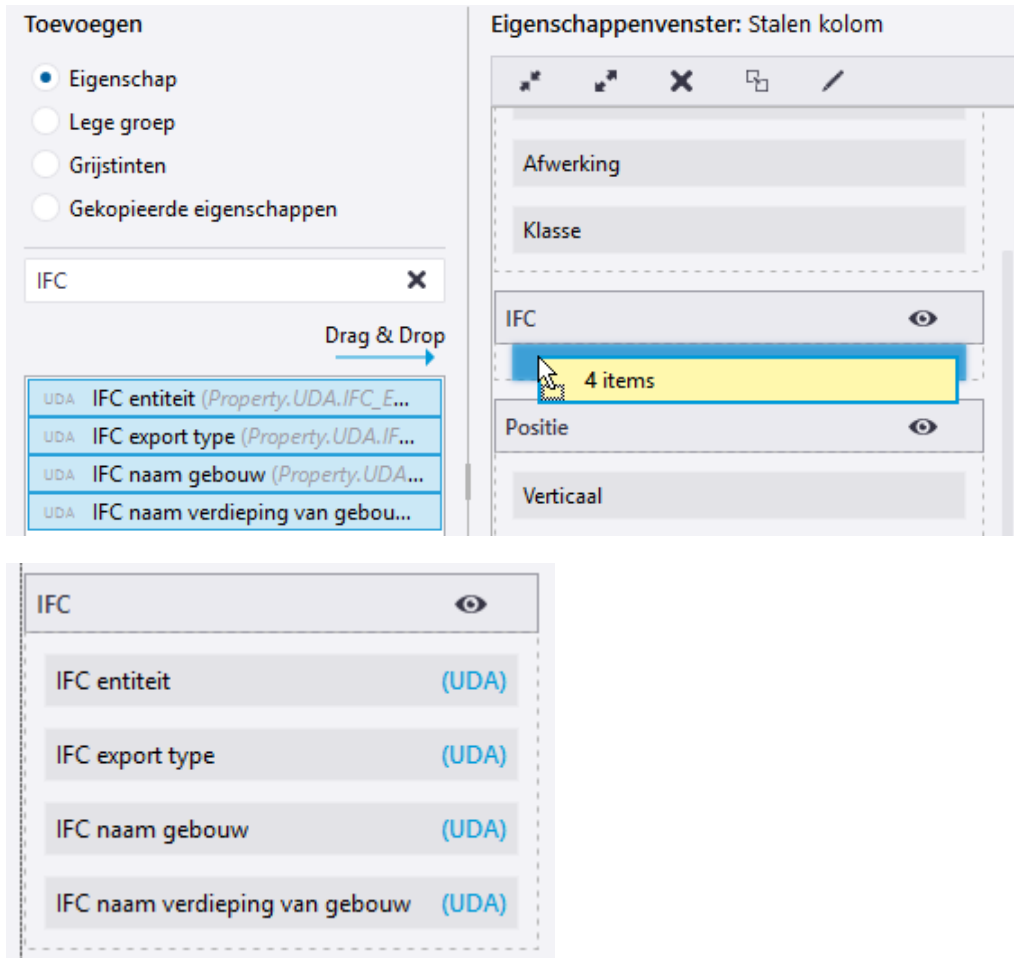 Toevoegen
Eigenschap
Lege groep
Grijstinten
Gekopieerde eigenschappen
IFC
Drag & Drop
UDA IFC entiteit (Property.UDA.IFC_E...
UDA IFC export type (Property.UDA.IF...
UDA IFC naam gebouw (Property.UDA...
UDA IFC naam verdieping van gebou...
Eigenschappenvenster: Stalen kolom
Afwerking
Klasse
IFC
4 items
Positie
Verticaal
IFC
IFC entiteit (UDA)
IFC export type (UDA)
IFC naam gebouw (UDA)
IFC naam verdieping van gebouw (UDA)